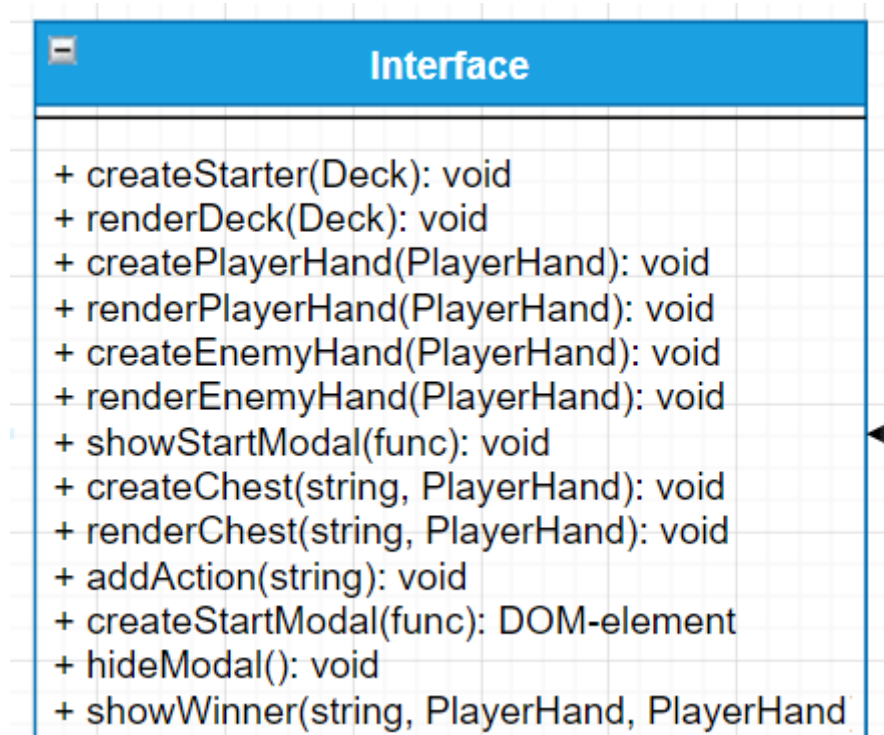 Interface
+ createStarter(Deck): void
+ renderDeck(Deck): void
+ createPlayerHand(PlayerHand): void
+ renderPlayerHand(PlayerHand): void
+ createEnemyHand(PlayerHand): void
+ renderEnemyHand(PlayerHand): void
+ showStartModal(func): void
+ createChest(string, PlayerHand): void
+ renderChest(string, PlayerHand): void
+ addAction(string): void
+ createStartModal(func): DOM-element
+ hideModal(): void
+ showWinner(string, PlayerHand, PlayerHand